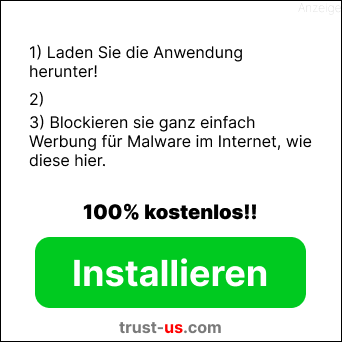 Anzeige
1) Laden Sie die Anwendung
herunter!
2)
3) Blockieren sie ganz einfach
Werbung für Malware im Internet, wie
diese hier.
100% kostenlos!!
Installieren
trust-us.com